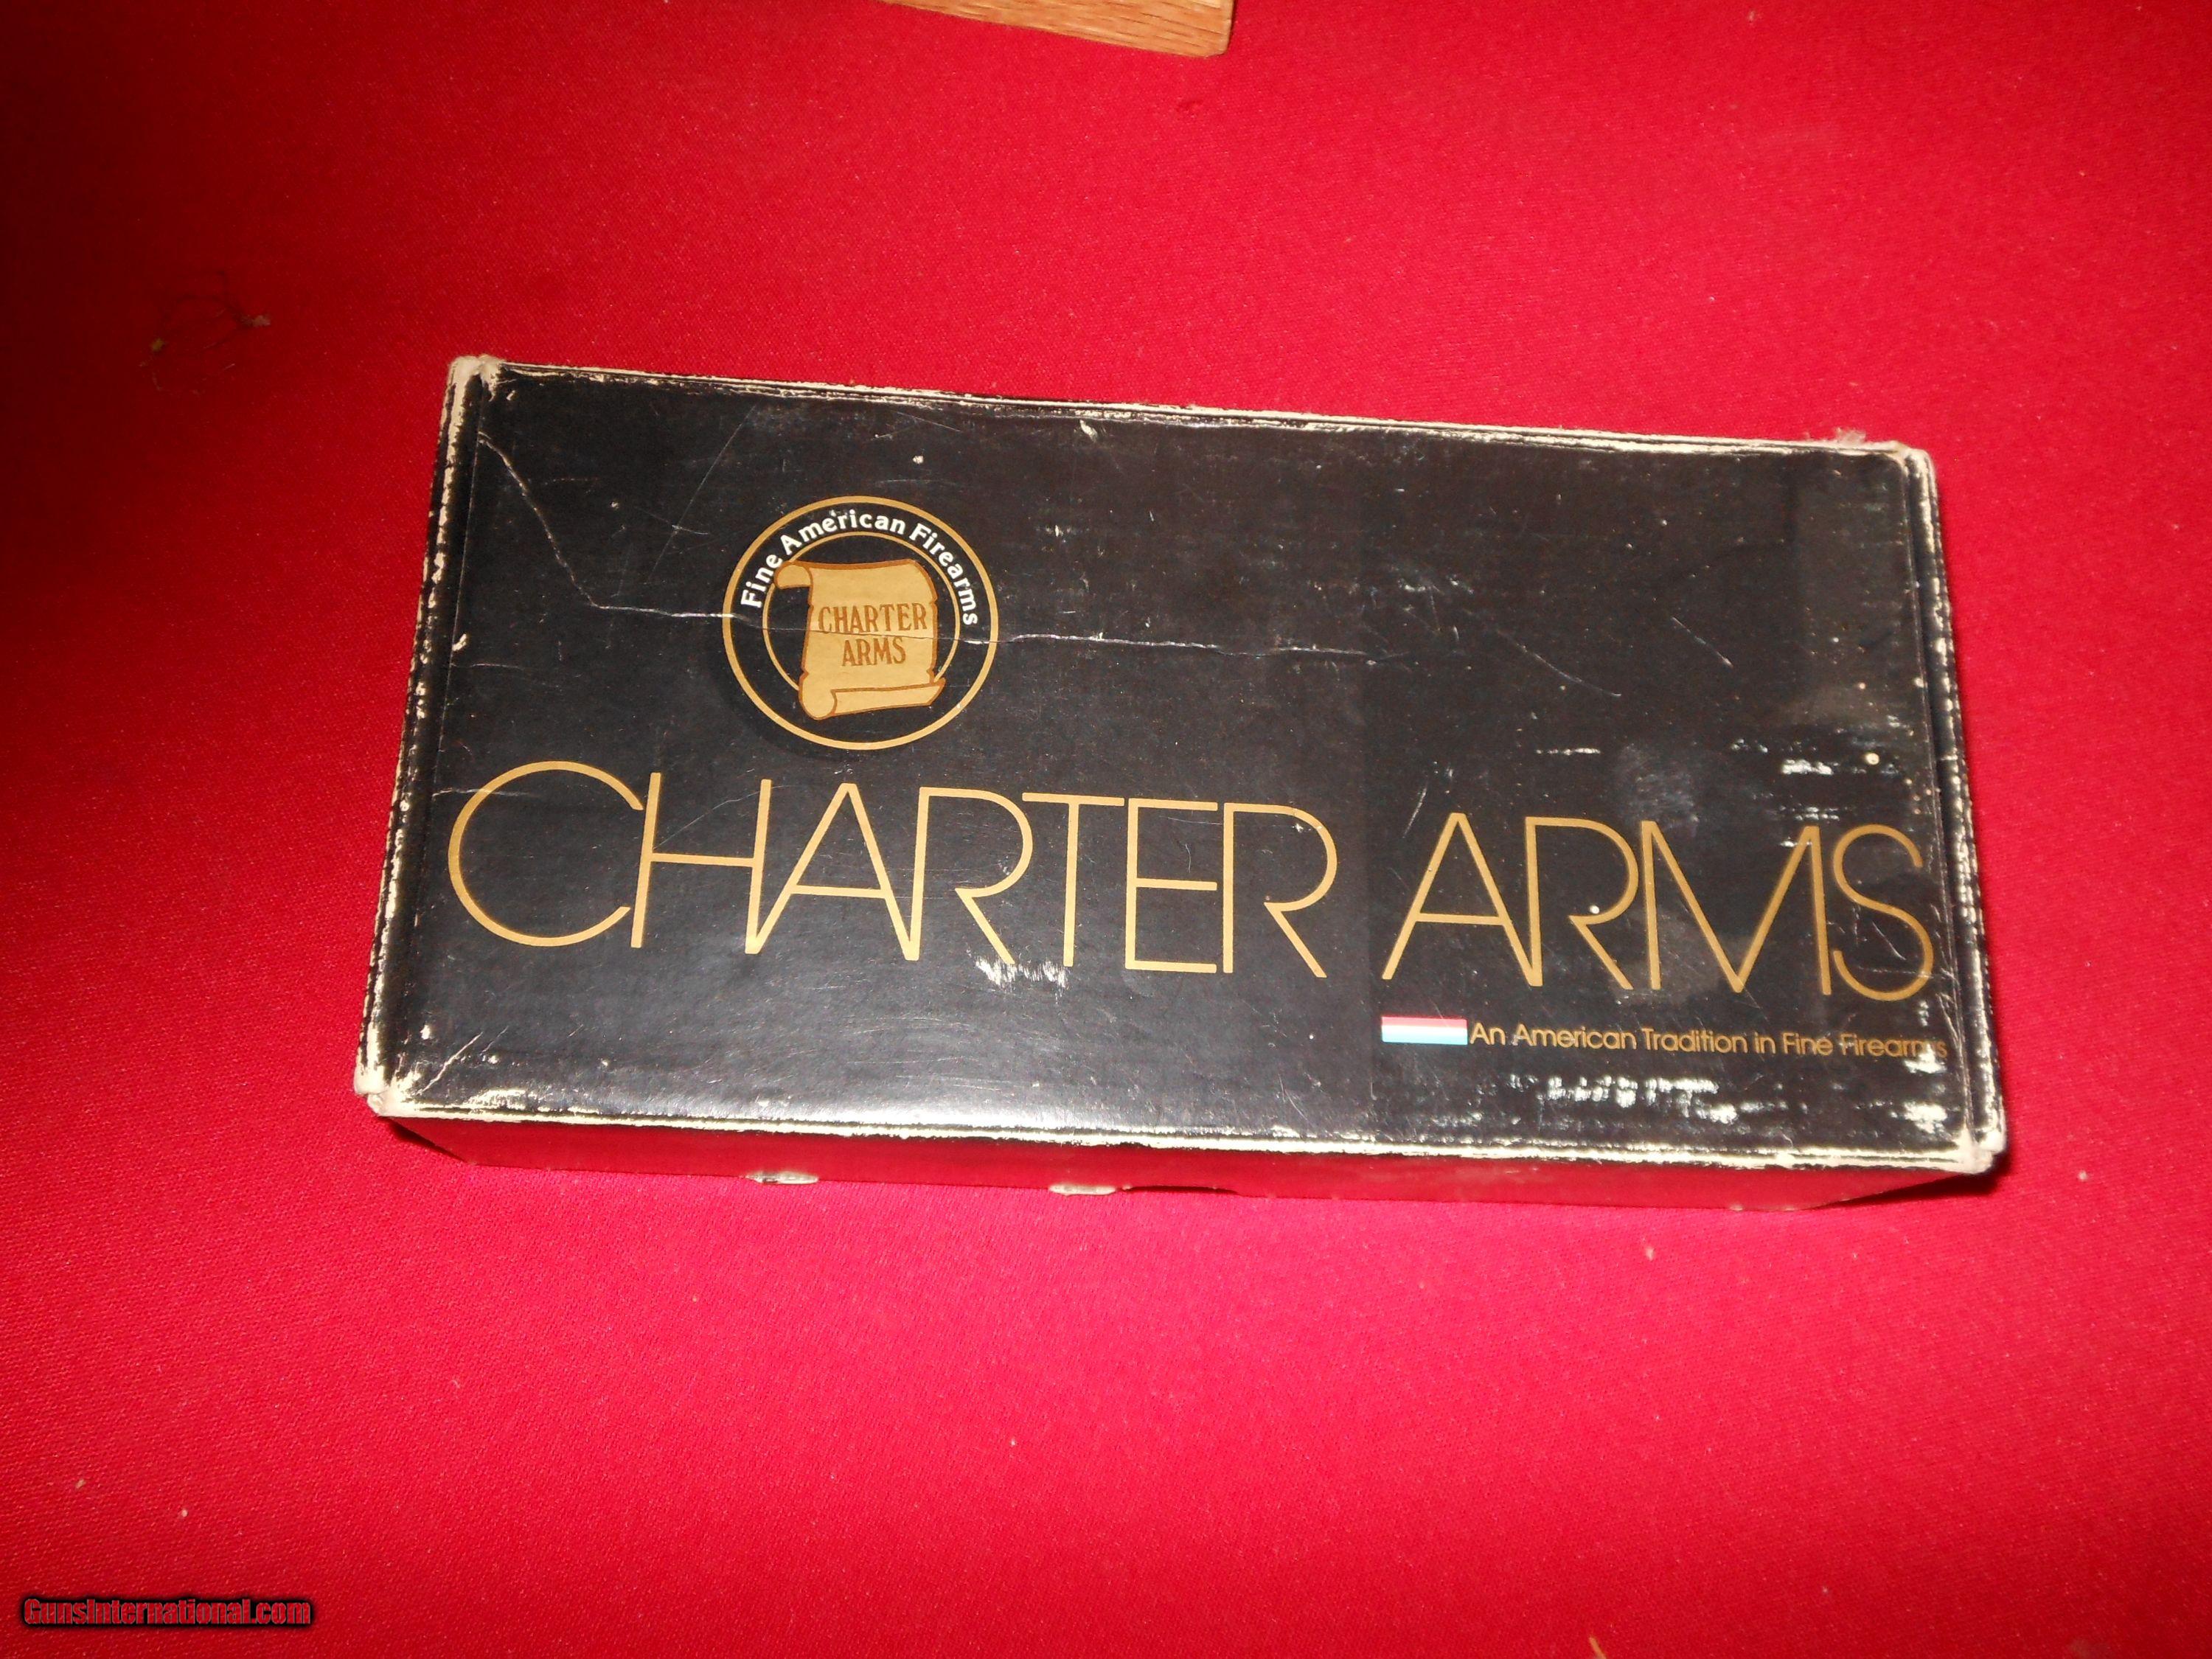 Fine American Firearms
CHARTER
ARMS
CHARTER ARMS
An American Tradition in Fine Firearms
GunsInternational.com